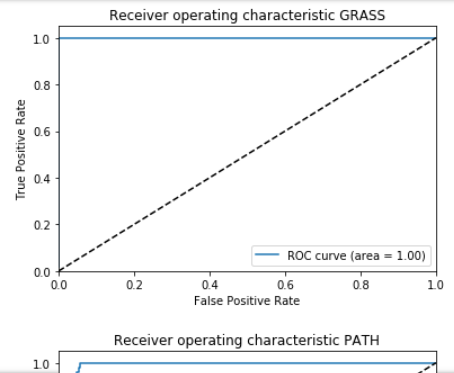 Receiver operating characteristic GRASS
1.0
0.8
0.6
0.4
0.2
0.0
True Positive Rate
ROC curve (area = 1.00)
0.0 0.2 0.4 0.6 0.8 1.0
False Positive Rate
Receiver operating characteristic PATH
1.0